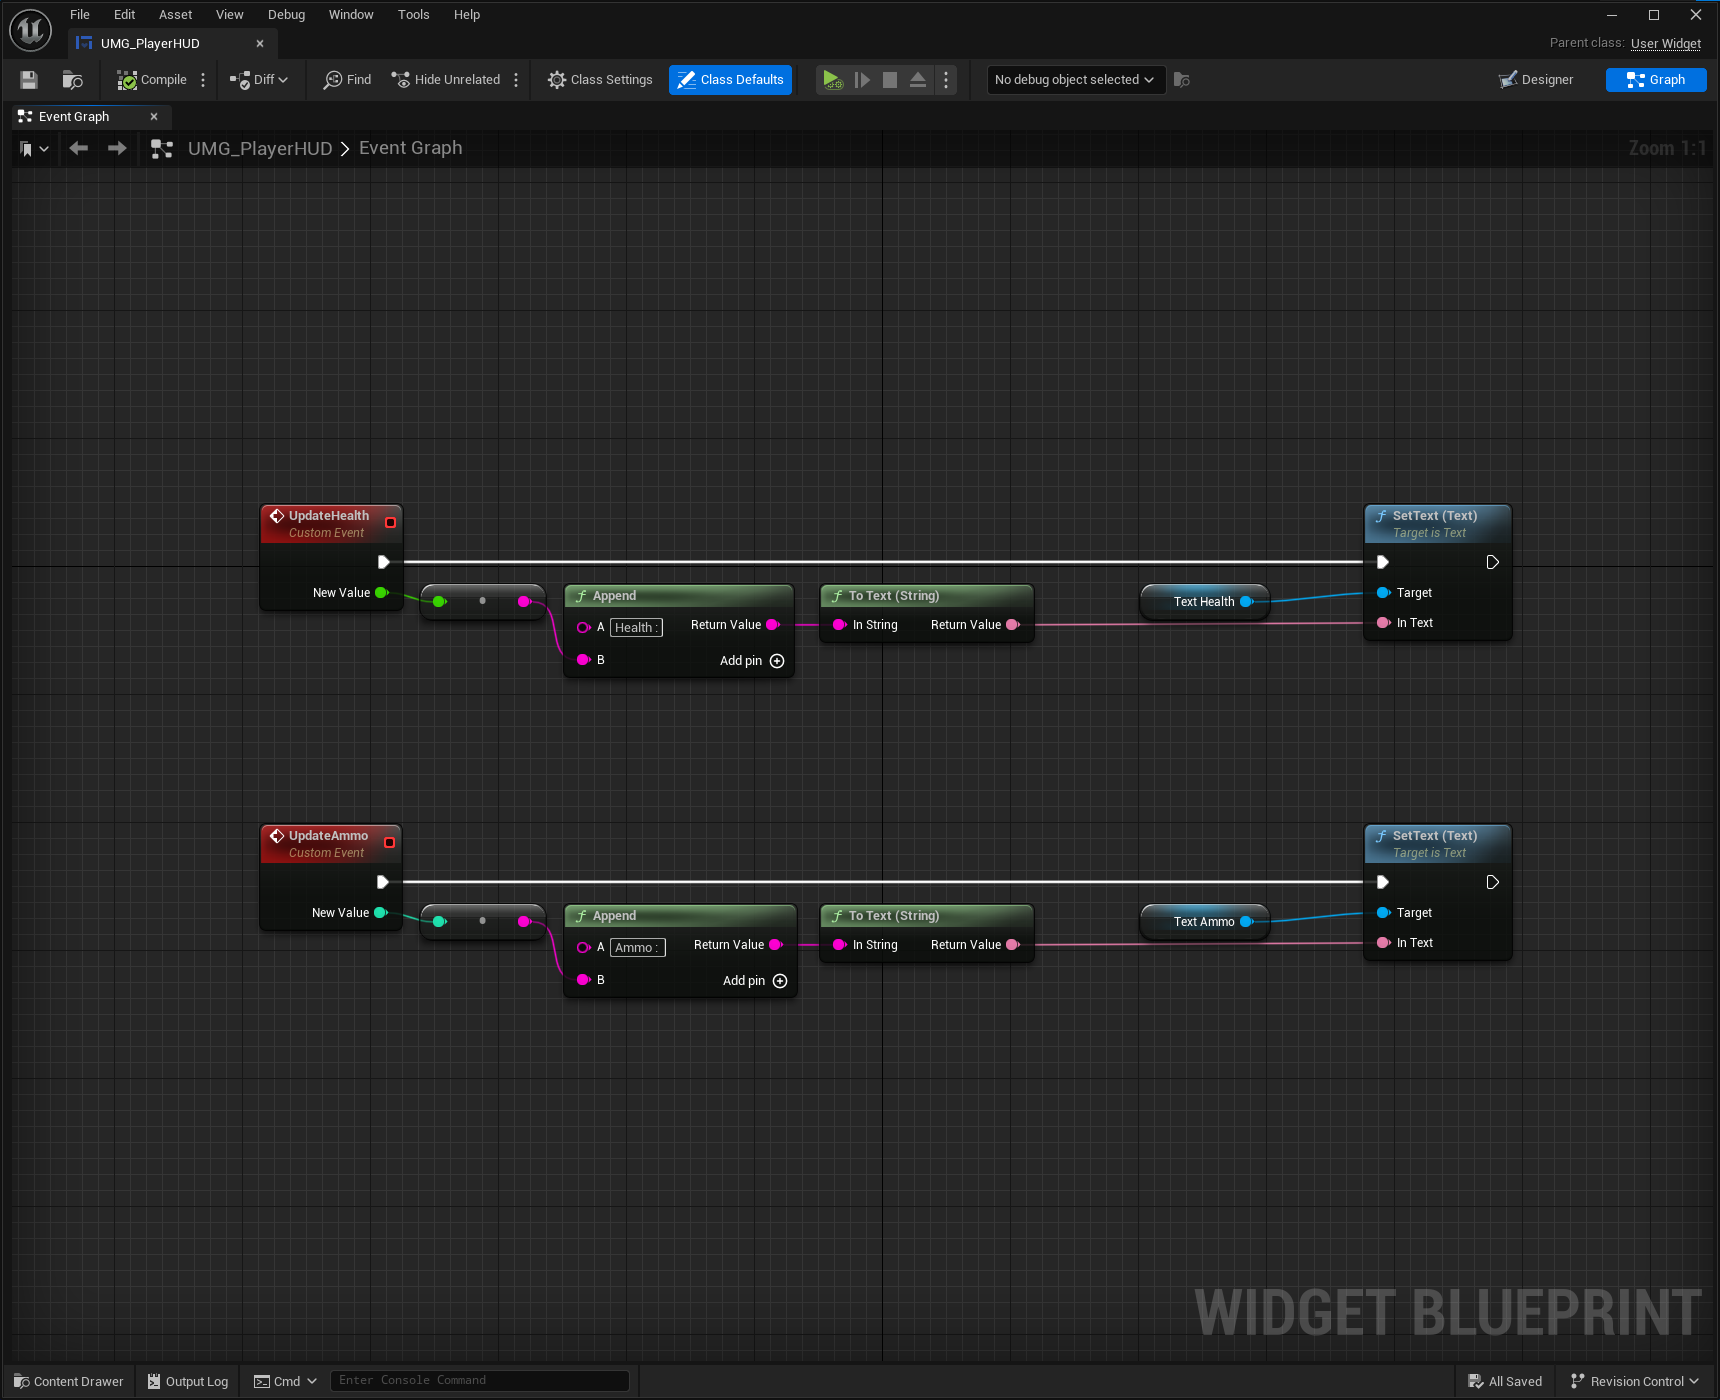 File Edit Asset View Debug Window Tools Help
UMG_PlayerHUD
Parent class: User Widget
Compile Diff Find Hide Unrelated Class Settings Class Defaults No debug object selected Designer Graph
Event Graph
UMG_PlayerHUD > Event Graph Zoom 1:1
UpdateHealth
Custom Event
New Value
Append
A Health : Return Value
B Add pin
To Text (String)
In String Return Value
Text Health
SetText (Text)
Target is Text
Target
In Text
UpdateAmmo
Custom Event
New Value
Append
A Ammo : Return Value
B Add pin
To Text (String)
In String Return Value
Text Ammo
SetText (Text)
Target is Text
Target
In Text
WIDGET BLUEPRINT
Content Drawer Output Log Cmd Enter Console Command All Saved Revision Control